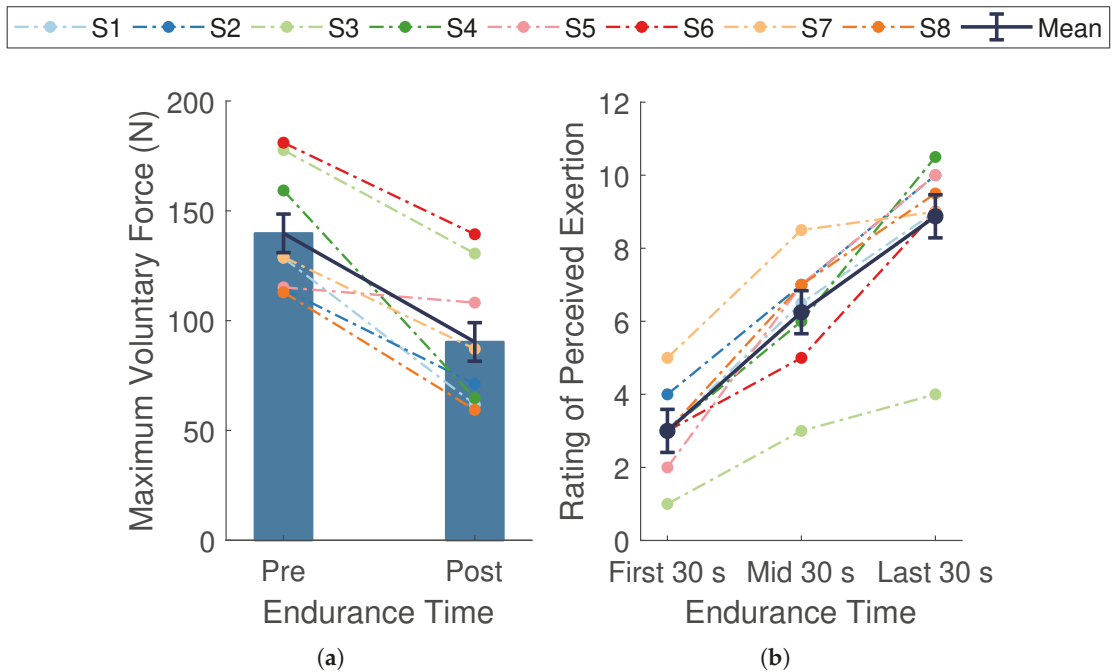 S1 S2 S3 S4 S5 S6 S7 S8 Mean
Maximum Voluntary Force (N)
200
150
100
50
0
Pre Post
Endurance Time
(a)
Rating of Perceived Exertion
12
10
8
6
4
2
0
First 30 s Mid 30 s Last 30 s
Endurance Time
(b)